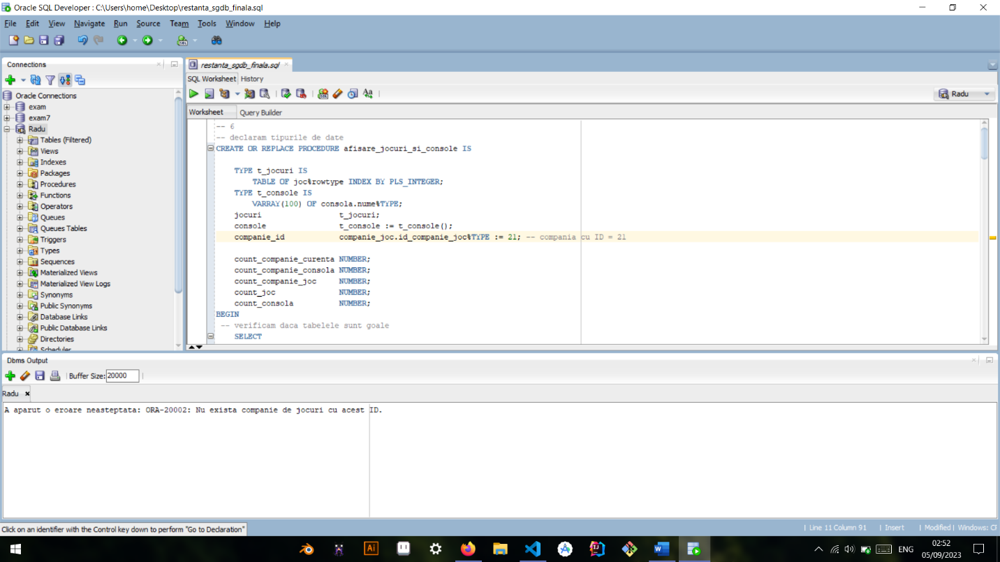 Oracle SQL Developer : C:\Users\home\Desktop\restanta_sgdb_finala.sql
File Edit View Navigate Run Source Team Tools Window Help
Connections
restanta_sgdb_finala.sql
SQL Worksheet History
Oracle Connections
exam
exam7
Radu
Tables (Filtered)
Views
Indexes
Packages
Procedures
Functions
Operators
Queues
Queues Tables
Triggers
Types
Sequences
Materialized Views
Materialized View Logs
Synonyms
Public Synonyms
Database Links
Public Database Links
Directories
Scheduler
Radu
Worksheet Query Builder
-- 6
-- declaram tipurile de date
CREATE OR REPLACE PROCEDURE afisare_jocuri_si_console IS
TYPE t_jocuri IS
TABLE OF joc%rowtype INDEX BY PLS_INTEGER;
TYPE t_console IS
VARRAY(100) OF consola.nume%TYPE;
jocuri t_jocuri;
console t_console := t_console();
companie_id companie_joc.id_companie_joc%TYPE := 21; -- compania cu ID = 21
count_companie_curenta NUMBER;
count_companie_consola NUMBER;
count_companie_joc NUMBER;
count_joc NUMBER;
count_consola NUMBER;
BEGIN
-- verificam daca tabelele sunt goale
SELECT
Dbms Output
Buffer Size: 20000
Radu
A aparut o eroare neasteptata: ORA-20002: Nu exista companie de jocuri cu acest ID.
Click on an identifier with the Control key down to perform "Go to Declaration"
Line 11 Column 91 Insert Modified Windows: CF
Ai
ENG
02:52
05/09/2023